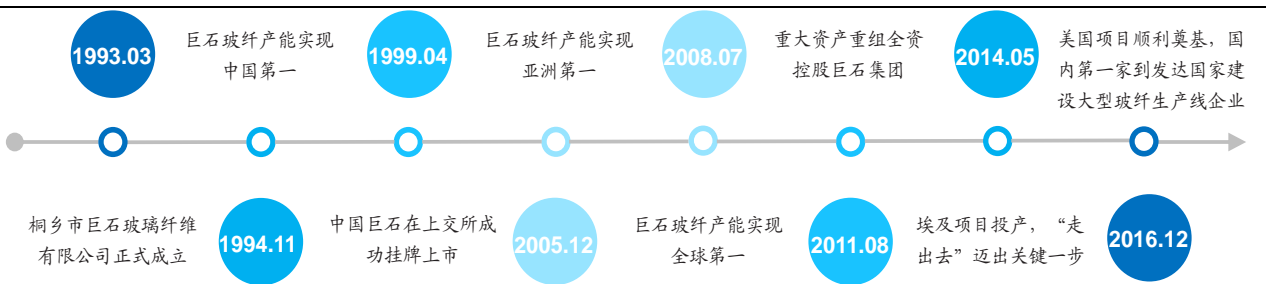 1993.03
巨石玻纤产能实现
中国第一
1999.04
巨石玻纤产能实现
亚洲第一
2008.07
重大资产重组全资
控股巨石集团
2014.05
美国项目顺利奠基，国
内第一家到发达国家建
设大型玻纤生产线企业
桐乡市巨石玻璃纤维
有限公司正式成立
1994.11
中国巨石在上交所成
功挂牌上市
2005.12
巨石玻纤产能实现
全球第一
2011.08
埃及项目投产，“走
出去”迈出关键一步
2016.12